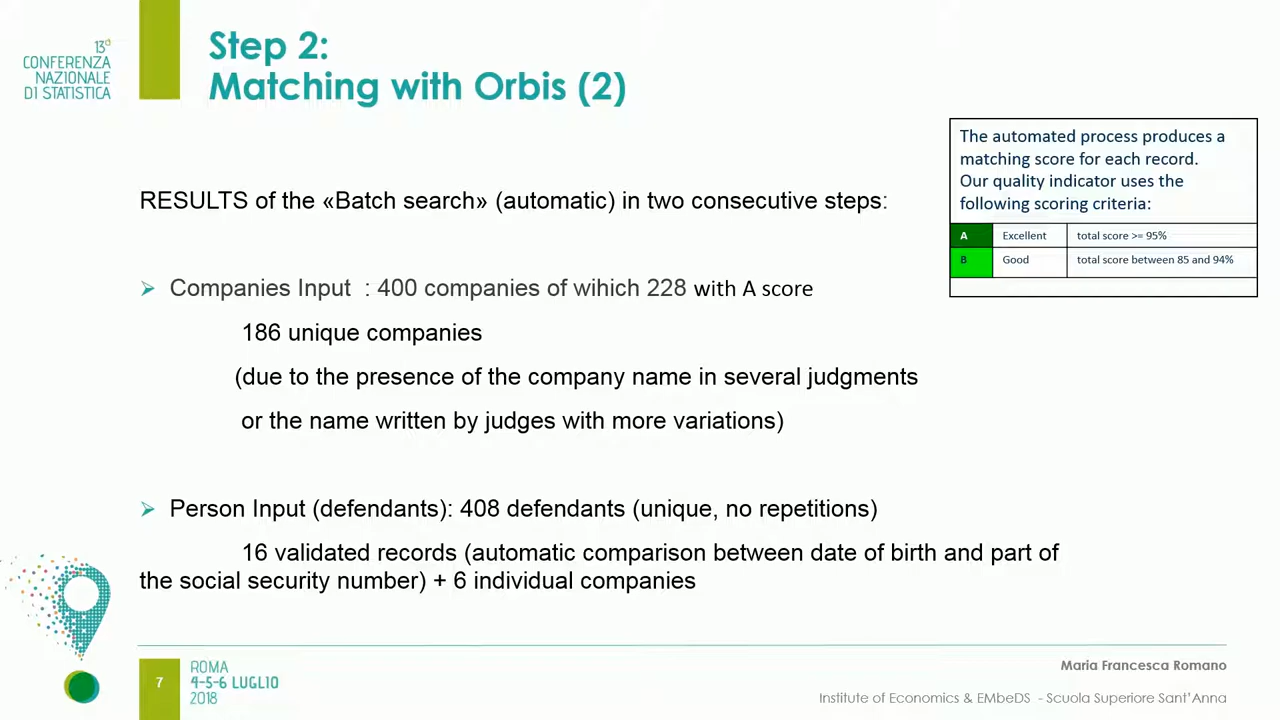 13ª
CONFERENZA
NAZIONALE
DI STATISTICA
Step 2:
Matching with Orbis (2)
The automated process produces a
matching score for each record.
Our quality indicator uses the
following scoring criteria:
A Excellent total score >= 95%
B Good total score between 85 and 94%
RESULTS of the «Batch search» (automatic) in two consecutive steps:
Companies Input : 400 companies of wihich 228 with A score
186 unique companies
(due to the presence of the company name in several judgments
or the name written by judges with more variations)
Person Input (defendants): 408 defendants (unique, no repetitions)
16 validated records (automatic comparison between date of birth and part of
the social security number) + 6 individual companies
7
ROMA
4-5-6 LUGLIO
2018
Maria Francesca Romano
Institute of Economics & EMbeDS - Scuola Superiore Sant'Anna